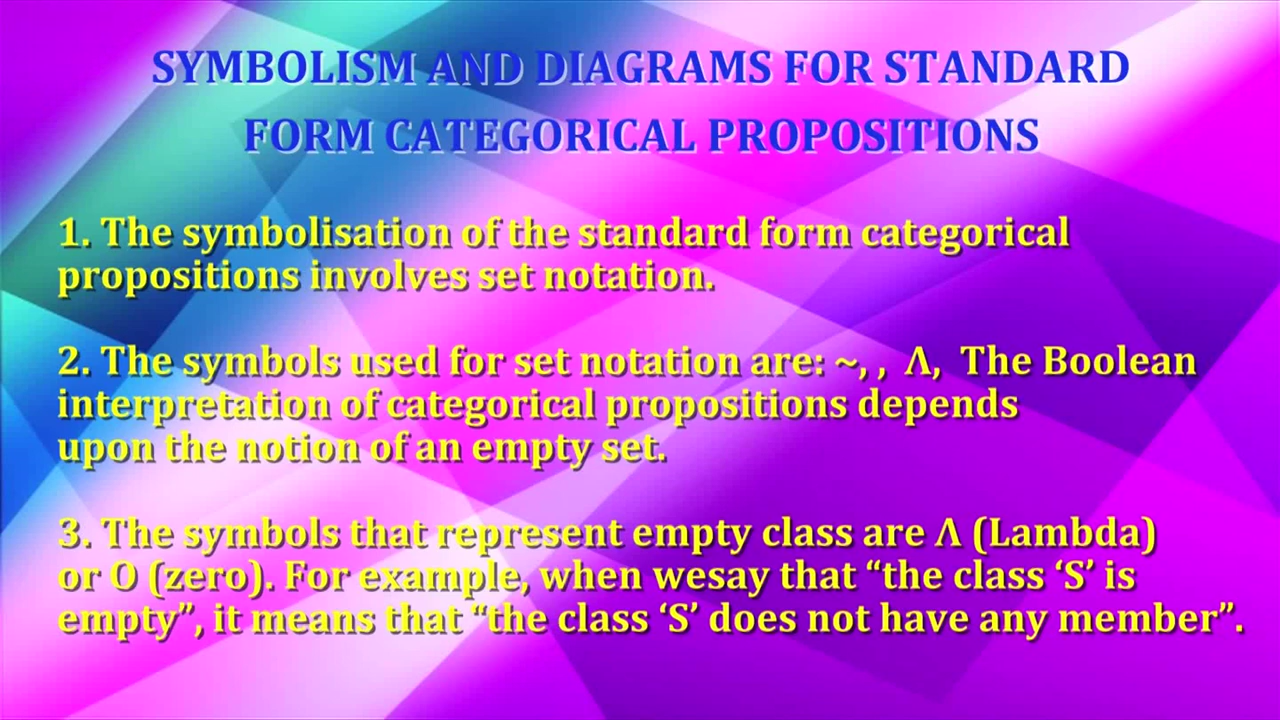 SYMBOLISM AND DIAGRAMS FOR STANDARD
FORM CATEGORICAL PROPOSITIONS
1. The symbolisation of the standard form categorical
propositions involves set notation.
2. The symbols used for set notation are: ~, , Λ, The Boolean
interpretation of categorical propositions depends
upon the notion of an empty set.
3. The symbols that represent empty class are Λ (Lambda)
or O (zero). For example, when wesay that “the class ‘S’ is
empty”, it means that “the class ‘S’ does not have any member”.